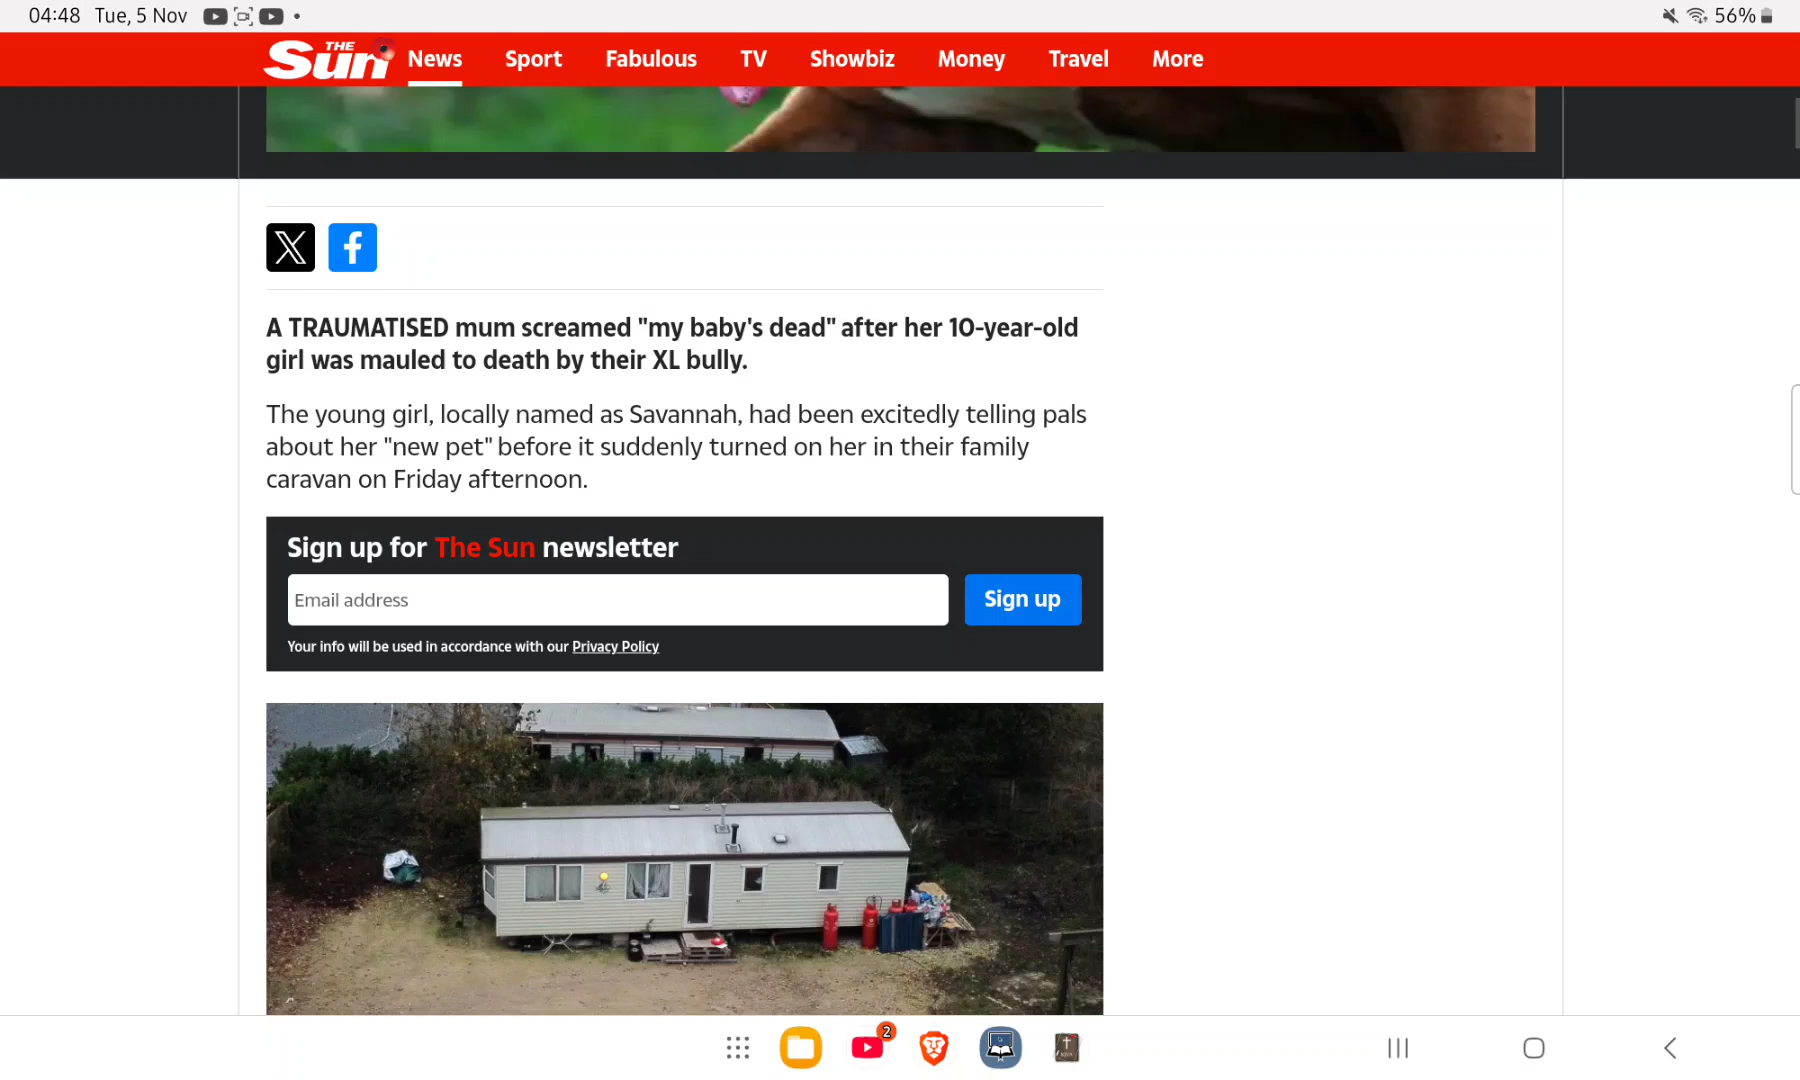 04:48 Tue, 5 Nov
56%
THE
Sun
News Sport Fabulous TV Showbiz Money Travel More
A TRAUMATISED mum screamed "my baby's dead" after her 10-year-old
girl was mauled to death by their XL bully.
The young girl, locally named as Savannah, had been excitedly telling pals
about her "new pet" before it suddenly turned on her in their family
caravan on Friday afternoon.
Sign up for The Sun newsletter
Email address
Sign up
Your info will be used in accordance with our Privacy Policy
2